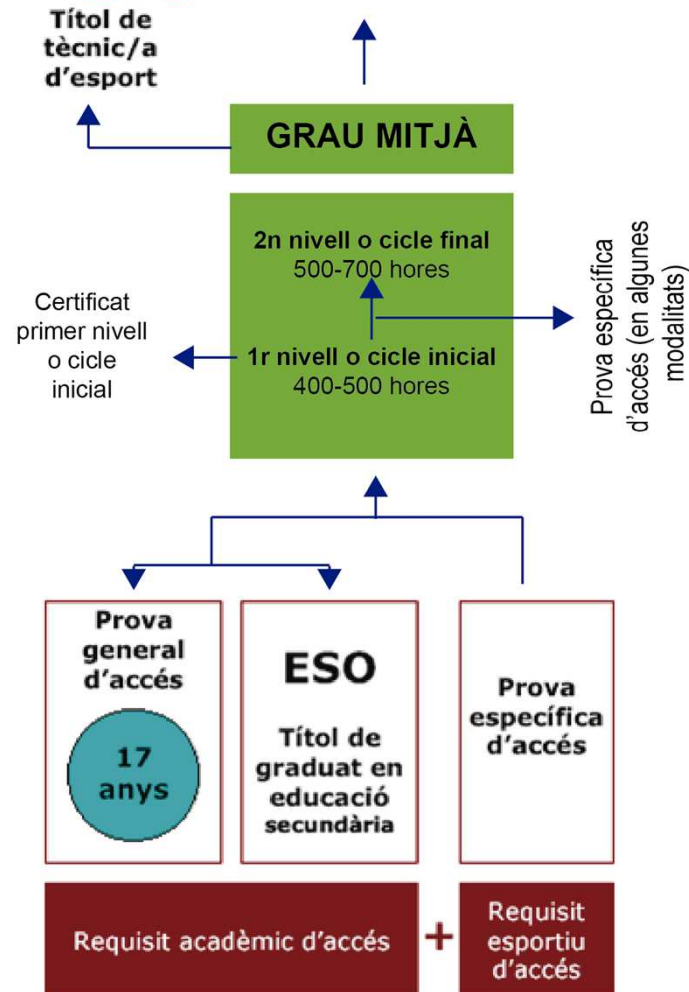 Títol de
tècnic/a
d'esport
GRAU MITJÀ
2n nivell o cicle final
500-700 hores
Certificat
primer nivell
o cicle
inicial
1r nivell o cicle inicial
400-500 hores
Prova específica
d'accés (en algunes
modalitats)
Prova
general
d'accés
17
anys
ESO
Títol de
graduat en
educació
secundària
Prova
específica
d'accés
Requisit acadèmic d'accés
+
Requisit
esportiu
d'accés